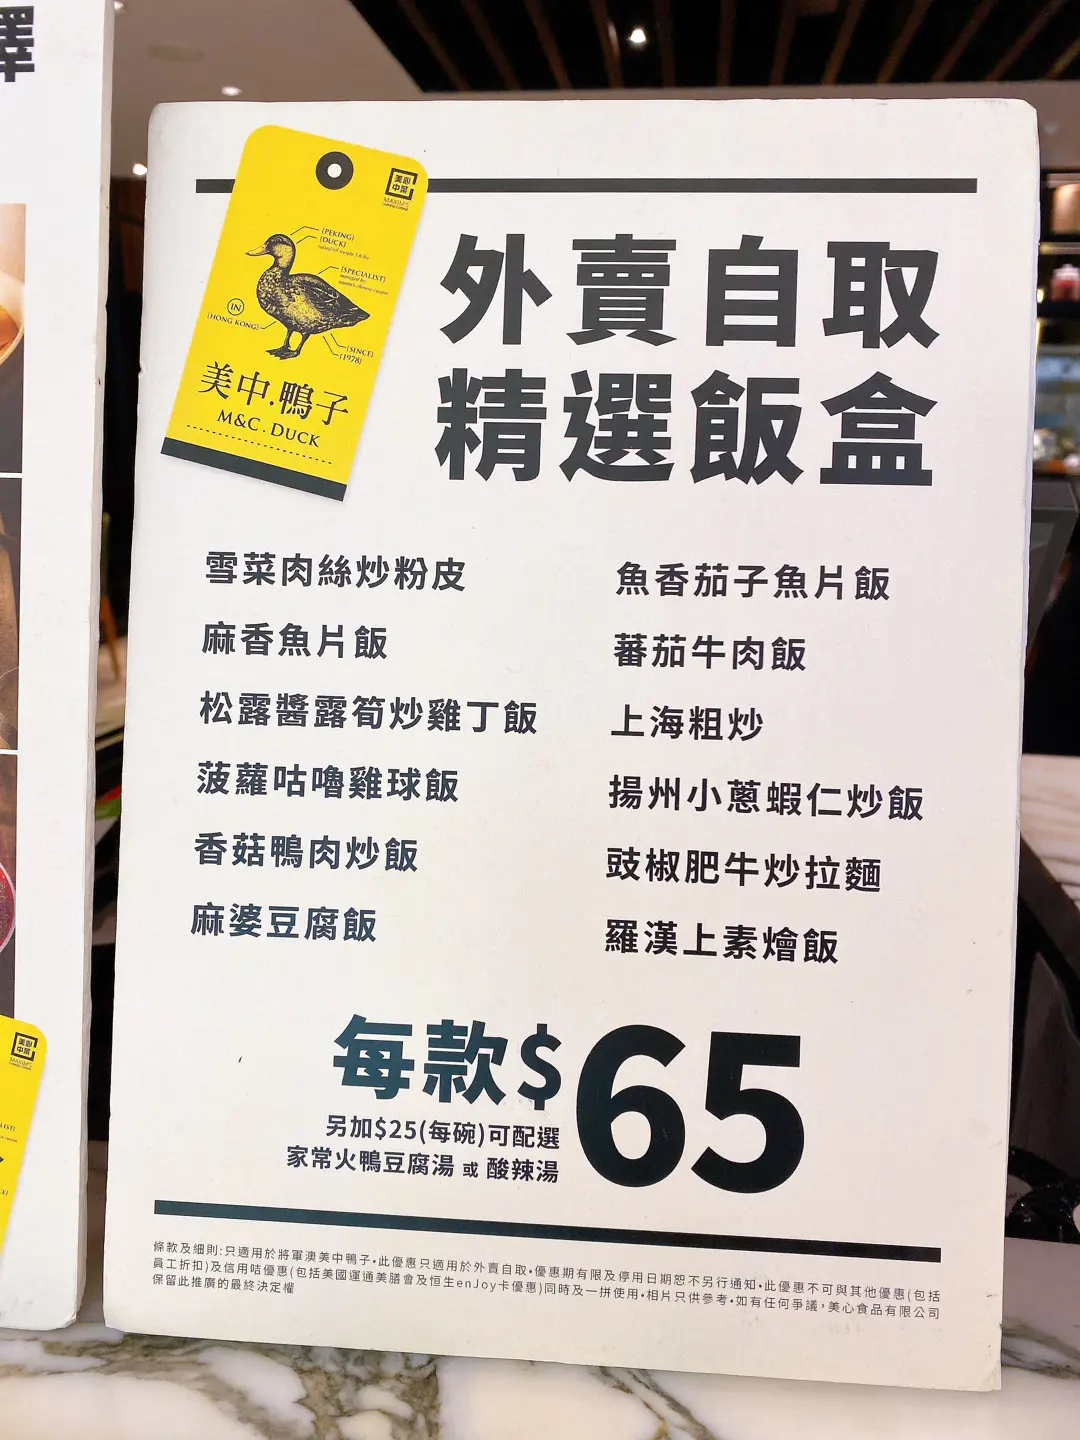 擇
美心
中菜
MAXIM'S
(PEKING)
(DUCK)
(SPECIALIST)
IN
(HONG KONG)
(SINCE)
(1978)
美中.鴨子
M&C. DUCK
外賣自取
精選飯盒
雪菜肉絲炒粉皮
麻香魚片飯
松露醬露筍炒雞丁飯
菠蘿咕嚕雞球飯
香菇鴨肉炒飯
麻婆豆腐飯
魚香茄子魚片飯
蕃茄牛肉飯
上海粗炒
揚州小蔥蝦仁炒飯
豉椒肥牛炒拉麵
羅漢上素燴飯
每款$65
另加$25(每碗)可配選
家常火鴨豆腐湯 或 酸辣湯
條款及細則:只適用於將軍澳美中鴨子•此優惠只適用於外賣自取•優惠期有限及停用日期恕不另行通知•此優惠不可與其他優惠(包括
員工折扣)及信用咭優惠(包括美國運通美膳會及恒生enJoy卡優惠)同時及一拼使用•相片只供參考•如有任何爭議，美心食品有限公司
保留此推廣的最終決定權
美心
中菜
MAXIM'S